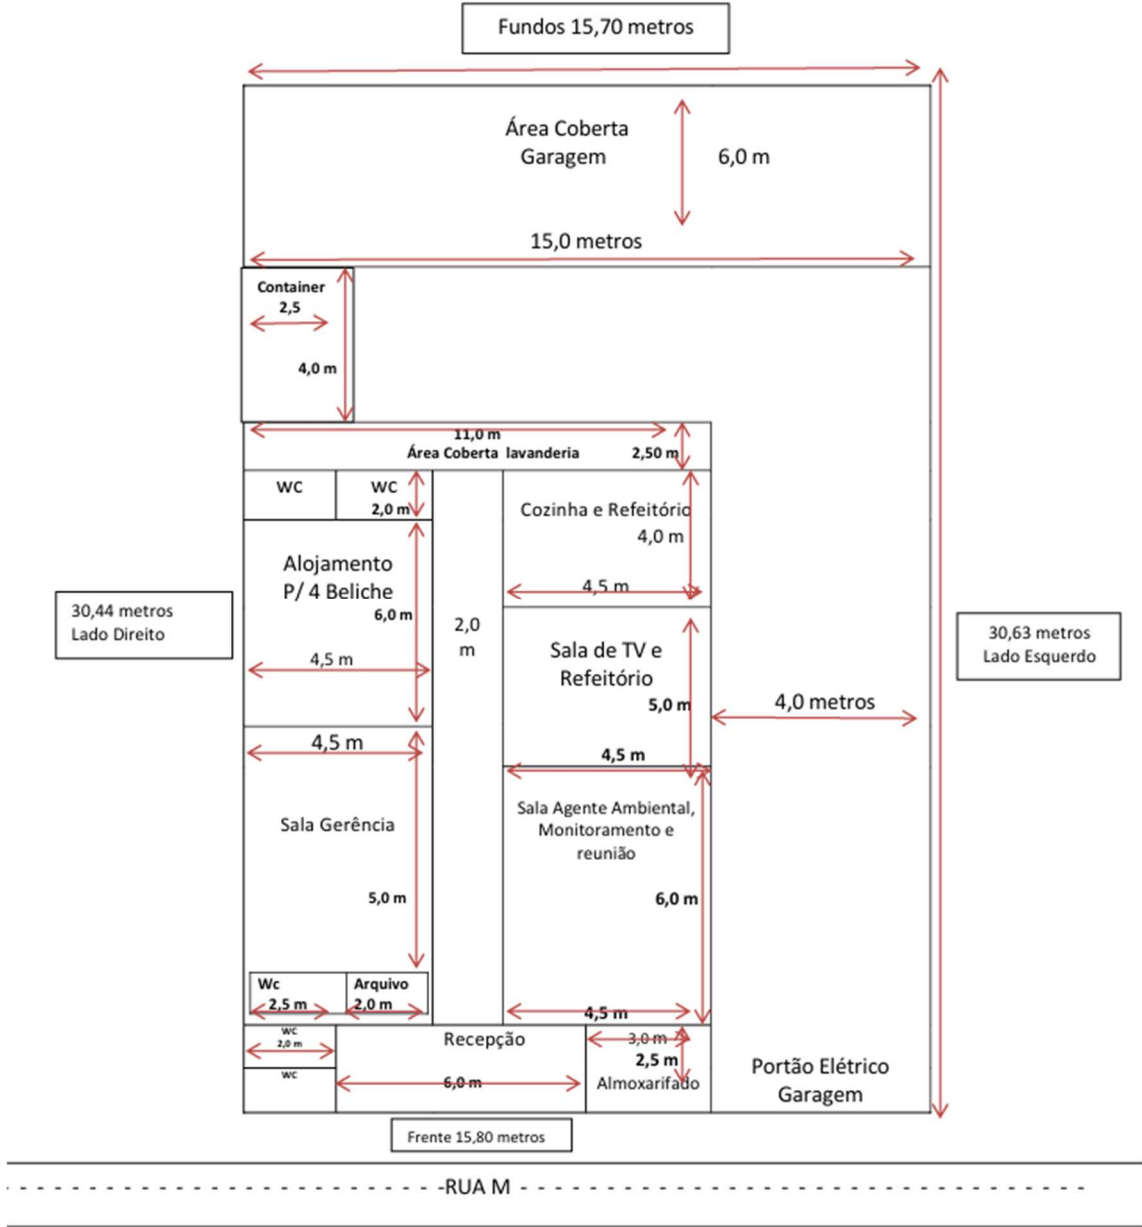 Fundos 15,70 metros
Área Coberta
Garagem
6,0 m
15,0 metros
Container
2,5
4,0 m
11,0 m
Área Coberta lavanderia
2,50 m
WC
WC
2,0 m
Cozinha e Refeitório
4,0 m
4,5 m
Alojamento
P/ 4 Beliche
6,0 m
4,5 m
2,0
m
30,44 metros
Lado Direito
Sala de TV e
Refeitório
5,0 m
4,5 m
30,63 metros
Lado Esquerdo
4,0 metros
4,5 m
Sala Gerência
5,0 m
Sala Agente Ambiental,
Monitoramento e
reunião
6,0 m
4,5 m
Wc
2,5 m
Arquivo
2,0 m
WC
2,0 m
WC
Recepção
6,0 m
3,0 m
2,5 m
Almoxarifado
Portão Elétrico
Garagem
Frente 15,80 metros
RUA M